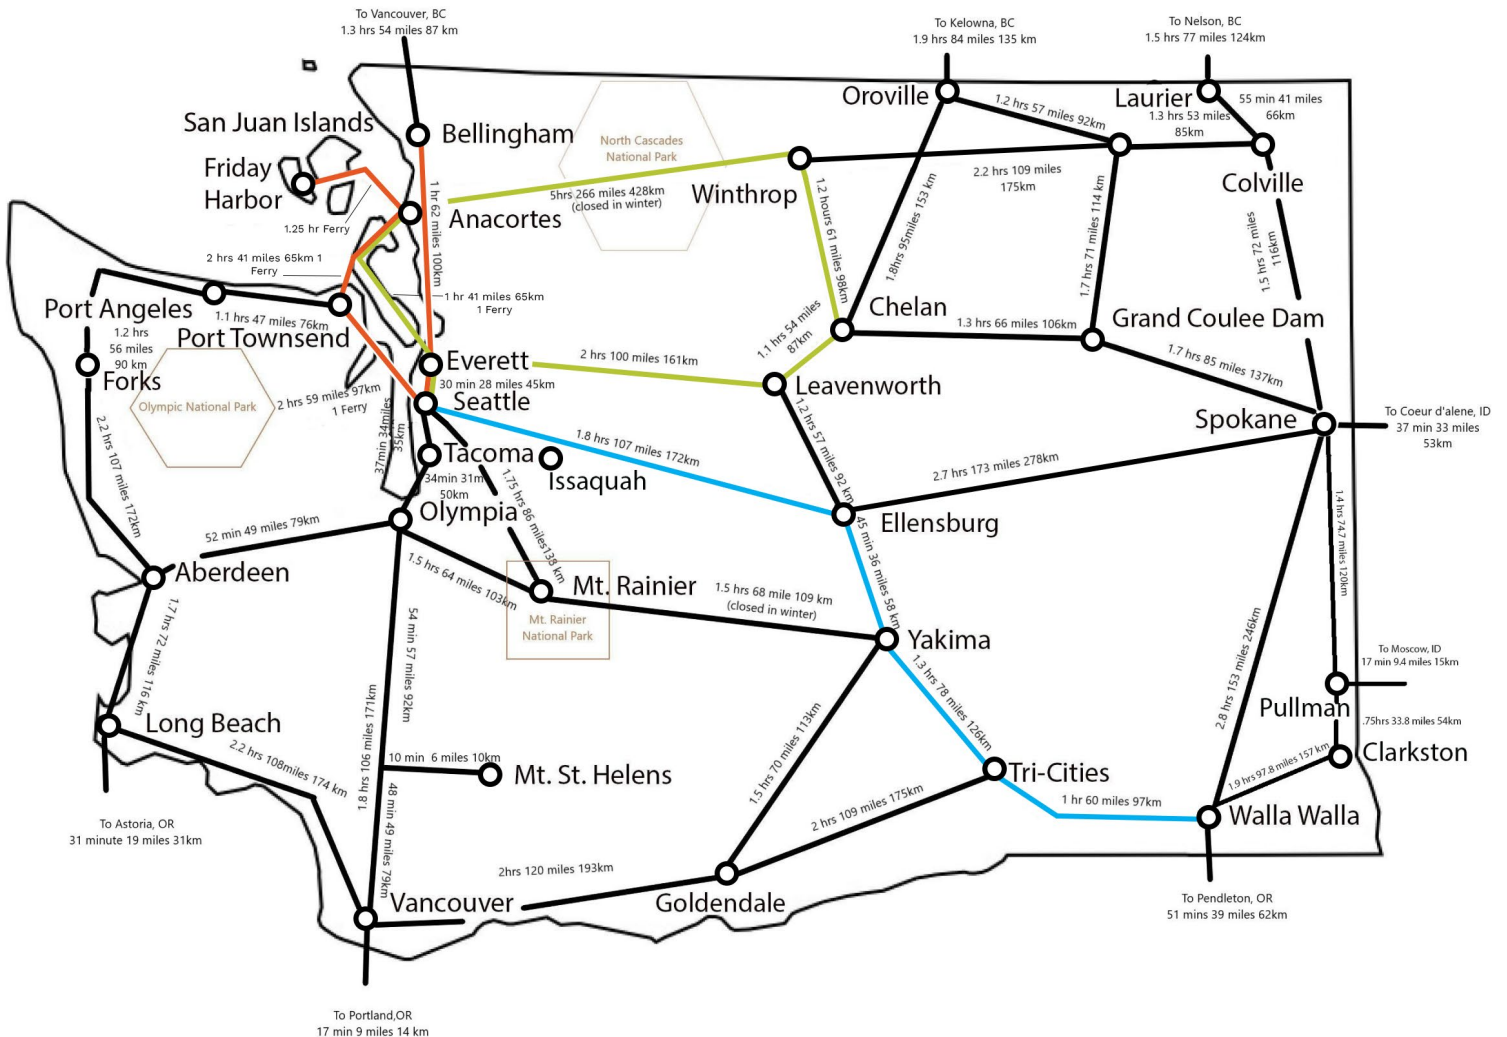 To Vancouver, BC
1.3 hrs 54 miles 87 km
To Kelowna, BC
1.9 hrs 84 miles 135 km
To Nelson, BC
1.5 hrs 77 miles 124km
Oroville
Laurier
1.2 hrs 57 miles 92km
55 min 41 miles
66km
1.3 hrs 53 miles
85km
San Juan Islands
Bellingham
North Cascades
National Park
Friday
Harbor
Winthrop
2.2 hrs 109 miles
175km
Colville
5hrs 266 miles 428km
(closed in winter)
Anacortes
1.25 hr Ferry
1 hr 62 miles 100km
1.2 hours 61 miles 98km
1.8hrs 95miles 153 km
1.7 hrs 71 miles 114 km
1.5 hrs 72 miles
116km
2 hrs 41 miles 65km 1
Ferry
1 hr 41 miles 65km
1 Ferry
Port Angeles
1.1 hrs 47 miles 76km
Port Townsend
Chelan
1.3 hrs 66 miles 106km
Grand Coulee Dam
1.2 hrs
56 miles
90 km
Forks
1.1 hrs 54 miles
87km
1.7 hrs 85 miles 137km
Everett
2 hrs 100 miles 161km
Leavenworth
30 min 28 miles 45km
Seattle
Olympic National Park
2 hrs 59 miles 97km
1 Ferry
Spokane
To Coeur d'alene, ID
37 min 33 miles
53km
2.2 hrs 107 miles 172km
37min 34miles
35km
1.8 hrs 107 miles 172km
1.2 hrs 57 miles 92 km
2.7 hrs 173 miles 278km
Tacoma
Issaquah
34min 31m
50km
1.75 hrs 86 miles138 km
Olympia
Ellensburg
1.4 hrs 74.7 miles 120km
52 min 49 miles 79km
45 min 36 miles 58 km
Aberdeen
1.5 hrs 64 miles 103km
Mt. Rainier
1.5 hrs 68 mile 109 km
(closed in winter)
Mt. Rainier
National Park
1.7 hrs 72 miles 116 km
54 min 57 miles 92km
Yakima
2.8 hrs 153 miles 246km
To Moscow, ID
17 min 9.4 miles 15km
1.3 hrs 78 miles 126km
Pullman
.75hrs 33.8 miles 54km
Long Beach
1.8 hrs 106 miles 171km
2.2 hrs 108miles 174 km
10 min 6 miles 10km
Mt. St. Helens
1.5 hrs 70 miles 113km
Tri-Cities
Clarkston
1.9 hrs 97.8 miles 157 km
48 min 49 miles 79km
2 hrs 109 miles 175km
1 hr 60 miles 97km
Walla Walla
To Astoria, OR
31 minute 19 miles 31km
2hrs 120 miles 193km
Vancouver
Goldendale
To Pendleton, OR
51 mins 39 miles 62km
To Portland,OR
17 min 9 miles 14 km